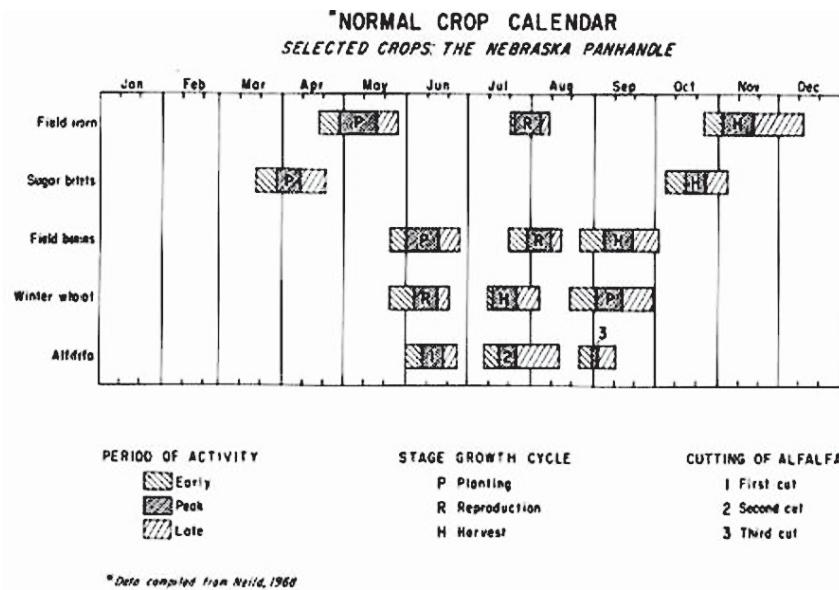 *NORMAL CROP CALENDAR
SELECTED CROPS: THE NEBRASKA PANHANDLE
Jan Feb Mar Apr May Jun Jul Aug Sep Oct Nov Dec
Field corn P R H
Sugar beets P H
Field beans P R H
Winter wheat R H P
3
Alfalfa 1 2
PERIOD OF ACTIVITY STAGE GROWTH CYCLE CUTTING OF ALFALFA
Early P Planting 1 First cut
Peak R Reproduction 2 Second cut
Late H Harvest 3 Third cut
*Data compiled from Neild, 1968